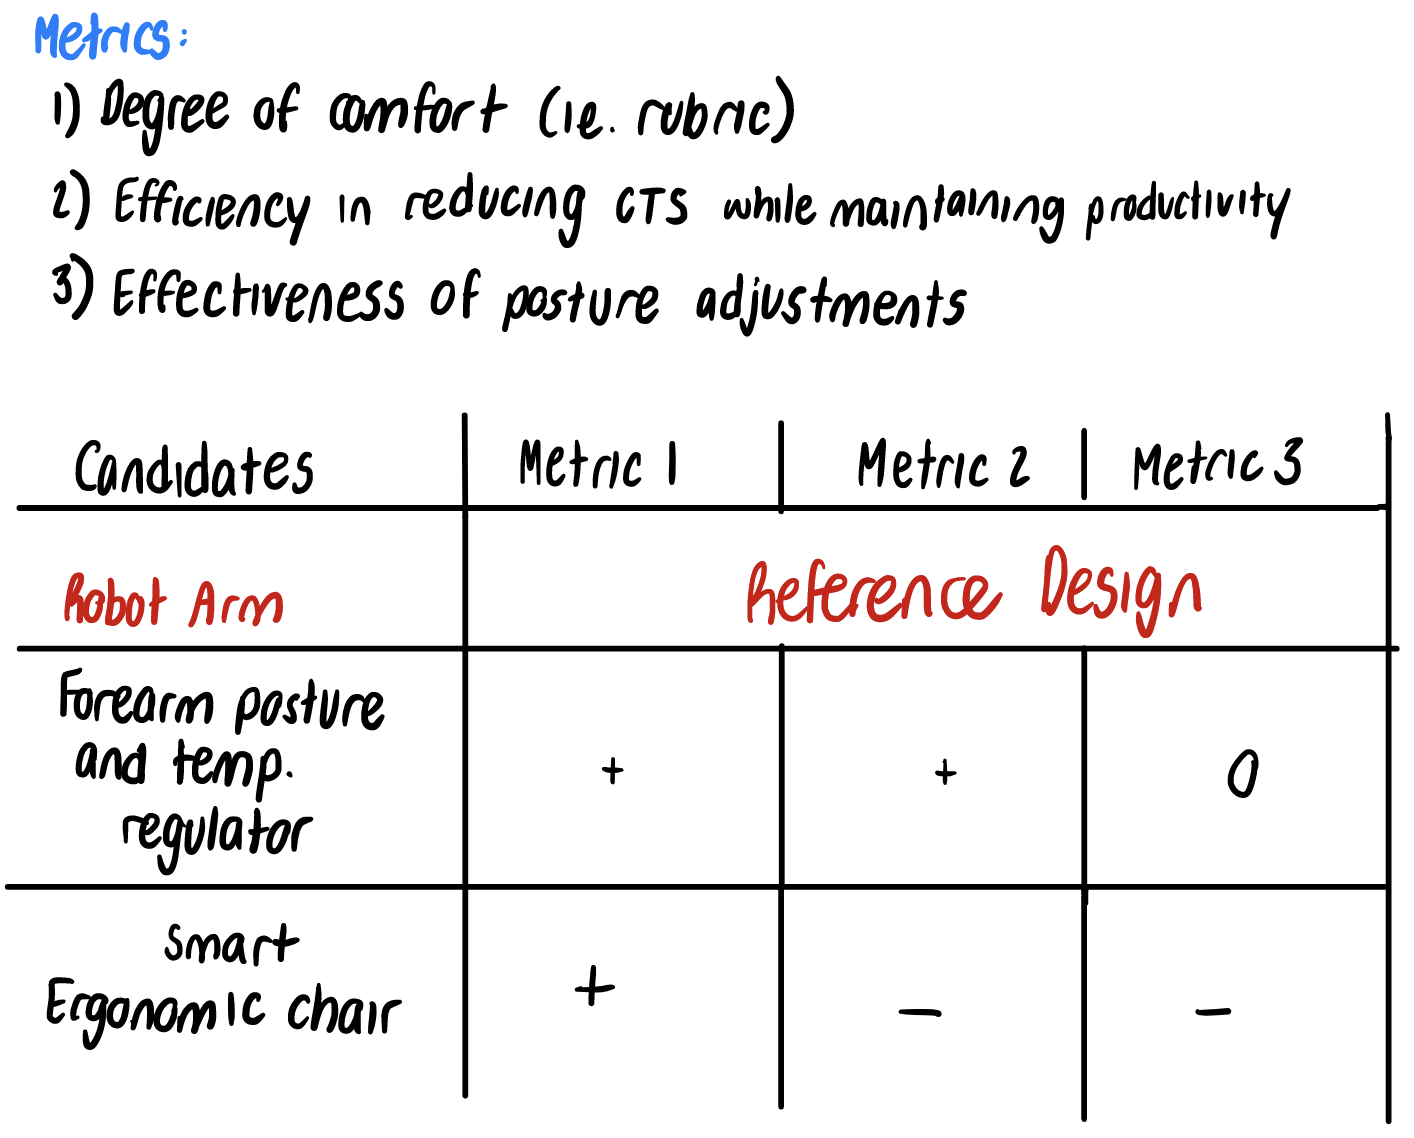 Metrics:
1) Degree of comfort (ie. rubric)
2) Efficiency in reducing CTS while maintaining productivity
3) Effectiveness of posture adjustments
Candidates Metric 1 Metric 2 Metric 3
Robot Arm Reference Design
Forearm posture
and temp.
regulator
+ + 0
Smart
Ergonomic chair
+ - -